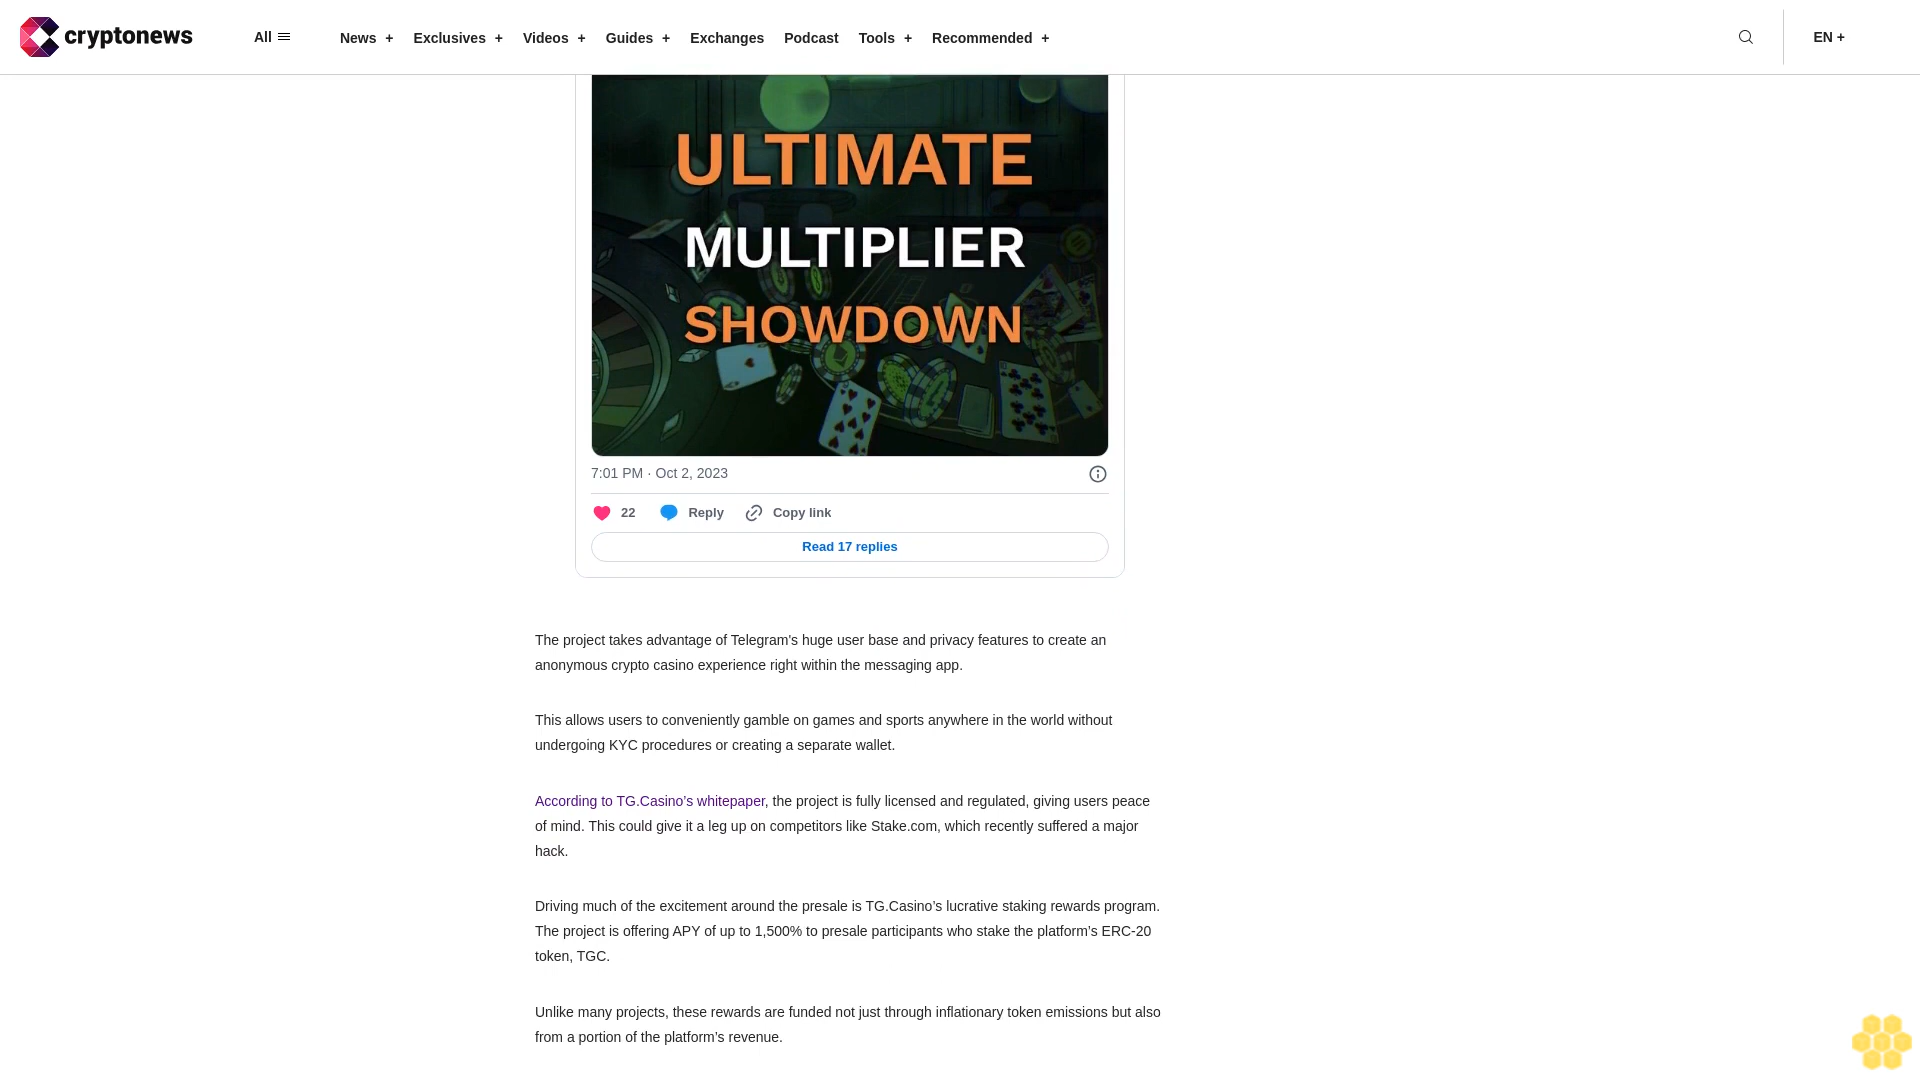 cryptonews
All
News + Exclusives + Videos + Guides + Exchanges Podcast Tools + Recommended +
EN +
ULTIMATE
MULTIPLIER
SHOWDOWN
7:01 PM · Oct 2, 2023
22 Reply Copy link
Read 17 replies
The project takes advantage of Telegram's huge user base and privacy features to create an
anonymous crypto casino experience right within the messaging app.
This allows users to conveniently gamble on games and sports anywhere in the world without
undergoing KYC procedures or creating a separate wallet.
According to TG.Casino’s whitepaper, the project is fully licensed and regulated, giving users peace
of mind. This could give it a leg up on competitors like Stake.com, which recently suffered a major
hack.
Driving much of the excitement around the presale is TG.Casino’s lucrative staking rewards program.
The project is offering APY of up to 1,500% to presale participants who stake the platform’s ERC-20
token, TGC.
Unlike many projects, these rewards are funded not just through inflationary token emissions but also
from a portion of the platform’s revenue.